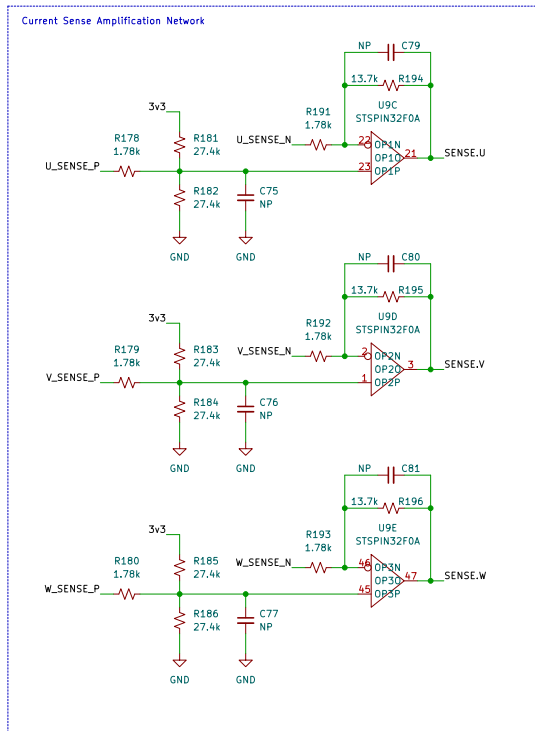 Current Sense Amplification Network
NP C79
13.7k R194
3v3
R191
1.78k
U9C
STSPIN32F0A
R178
1.78k
R181
27.4k
U_SENSE_N
22 OP1N
OP1O 21
SENSE.U
U_SENSE_P
23 OP1P
R182
27.4k
C75
NP
GND
GND
NP C80
13.7k R195
3v3
R192
1.78k
U9D
STSPIN32F0A
R179
1.78k
R183
27.4k
V_SENSE_N
2 OP2N
OP2O 3
SENSE.V
V_SENSE_P
1 OP2P
R184
27.4k
C76
NP
GND
GND
NP C81
13.7k R196
3v3
R193
1.78k
U9E
STSPIN32F0A
R180
1.78k
R185
27.4k
W_SENSE_N
46 OP3N
OP3O 47
SENSE.W
W_SENSE_P
45 OP3P
R186
27.4k
C77
NP
GND
GND